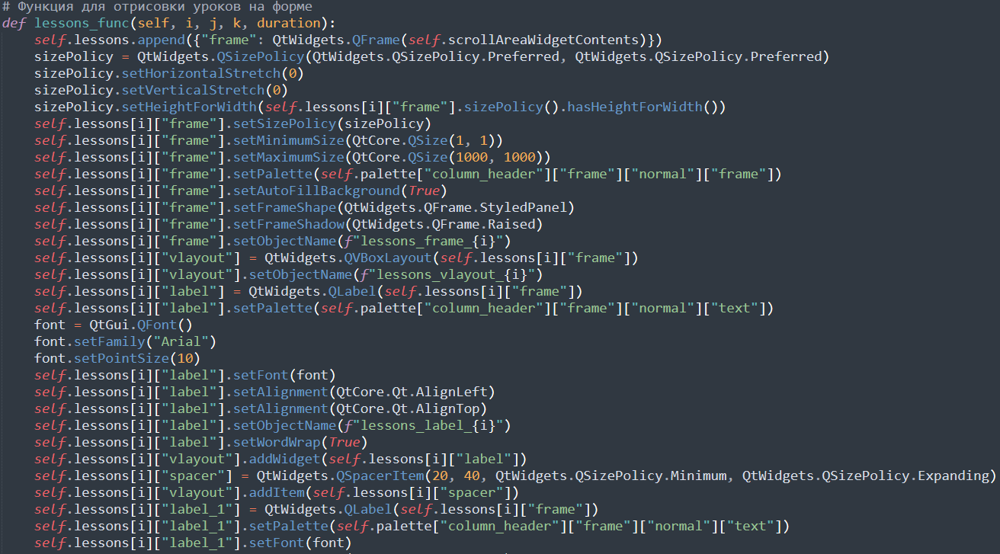 # Функция для отрисовки уроков на форме
def lessons_func(self, i, j, k, duration):
    self.lessons.append({"frame": QtWidgets.QFrame(self.scrollAreaWidgetContents)})
    sizePolicy = QtWidgets.QSizePolicy(QtWidgets.QSizePolicy.Preferred, QtWidgets.QSizePolicy.Preferred)
    sizePolicy.setHorizontalStretch(0)
    sizePolicy.setVerticalStretch(0)
    sizePolicy.setHeightForWidth(self.lessons[i]["frame"].sizePolicy().hasHeightForWidth())
    self.lessons[i]["frame"].setSizePolicy(sizePolicy)
    self.lessons[i]["frame"].setMinimumSize(QtCore.QSize(1, 1))
    self.lessons[i]["frame"].setMaximumSize(QtCore.QSize(1000, 1000))
    self.lessons[i]["frame"].setPalette(self.palette["column_header"]["frame"]["normal"]["frame"])
    self.lessons[i]["frame"].setAutoFillBackground(True)
    self.lessons[i]["frame"].setFrameShape(QtWidgets.QFrame.StyledPanel)
    self.lessons[i]["frame"].setFrameShadow(QtWidgets.QFrame.Raised)
    self.lessons[i]["frame"].setObjectName(f"lessons_frame_{i}")
    self.lessons[i]["vlayout"] = QtWidgets.QVBoxLayout(self.lessons[i]["frame"])
    self.lessons[i]["vlayout"].setObjectName(f"lessons_vlayout_{i}")
    self.lessons[i]["label"] = QtWidgets.QLabel(self.lessons[i]["frame"])
    self.lessons[i]["label"].setPalette(self.palette["column_header"]["frame"]["normal"]["text"])
    font = QtGui.QFont()
    font.setFamily("Arial")
    font.setPointSize(10)
    self.lessons[i]["label"].setFont(font)
    self.lessons[i]["label"].setAlignment(QtCore.Qt.AlignLeft)
    self.lessons[i]["label"].setAlignment(QtCore.Qt.AlignTop)
    self.lessons[i]["label"].setObjectName(f"lessons_label_{i}")
    self.lessons[i]["label"].setWordWrap(True)
    self.lessons[i]["vlayout"].addWidget(self.lessons[i]["label"])
    self.lessons[i]["spacer"] = QtWidgets.QSpacerItem(20, 40, QtWidgets.QSizePolicy.Minimum, QtWidgets.QSizePolicy.Expanding)
    self.lessons[i]["vlayout"].addItem(self.lessons[i]["spacer"])
    self.lessons[i]["label_1"] = QtWidgets.QLabel(self.lessons[i]["frame"])
    self.lessons[i]["label_1"].setPalette(self.palette["column_header"]["frame"]["normal"]["text"])
    self.lessons[i]["label_1"].setFont(font)